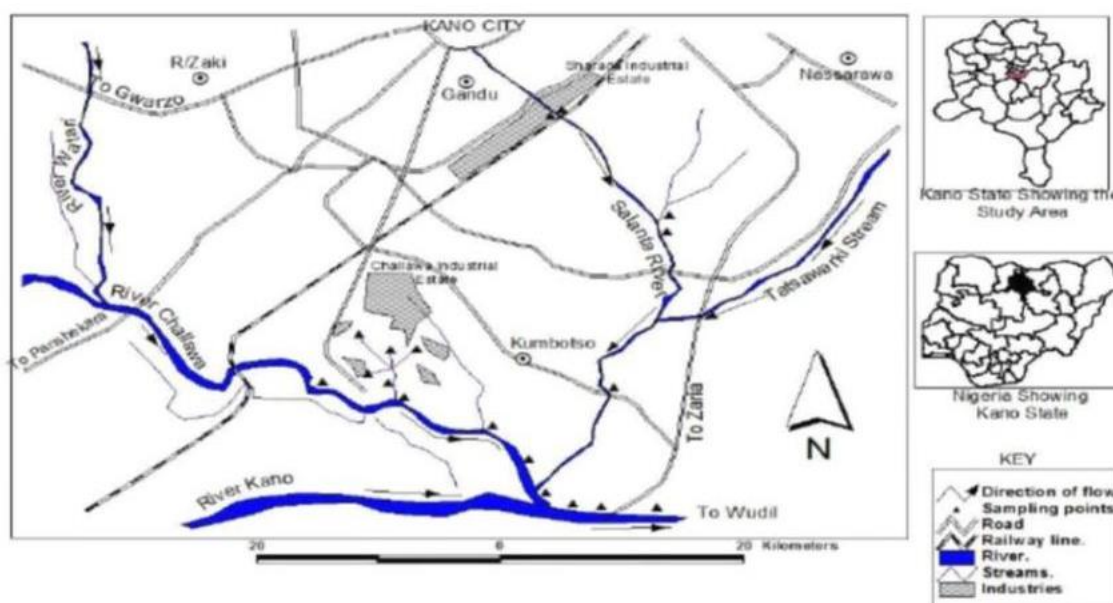 KANO CITY
R/Zaki
To Gwarzo
Gandu
Sharada Industrial
Estate
Nassarawa
River Watari
Salanta River
Tatsawarki Stream
Challawa Industrial
Estate
River Challawa
Kumbotso
To Zaria
N
River Kano
To Wudil
20 0 20 Kilometers
Kano State Showing the
Study Area
Nigeria Showing
Kano State
KEY
Direction of flow
Sampling points
Road
Railway line.
River.
Streams.
Industries